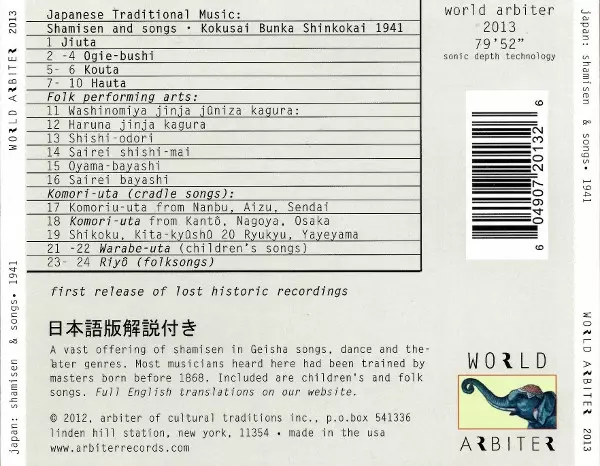 Japanese Traditional Music:
Shamisen and songs • Kokusai Bunka Shinkokai 1941
1 Jiuta
2 -4 Ogie-bushi
5- 6 Kouta
7- 10 Hauta
Folk performing arts:
11 Washinomiya jinja jûniza kagura:
12 Haruna jinja kagura
13 Shishi-odori
14 Sairei shishi-mai
15 Oyama-bayashi
16 Sairei bayashi
Komori-uta (cradle songs):
17 Komoriu-uta from Nanbu, Aizu, Sendai
18 Komori-uta from Kantô, Nagoya, Osaka
19 Shikoku, Kita-kyûshû 20 Ryukyu, Yayeyama
21 -22 Warabe-uta (children's songs)
23- 24 Riyô (folksongs)
first release of lost historic recordings
日本語版解説付き
A vast offering of shamisen in Geisha songs, dance and the-
ater genres. Most musicians heard here had been trained by
masters born before 1868. Included are children's and folk
songs. Full English translations on our website.
© 2012, arbiter of cultural traditions inc., p.o.box 541336
linden hill station, new york, 11354 • made in the usa
www.arbiterrecords.com
world arbiter
2013
79'52”
sonic depth technology
6 04907 20132 6
WORLD
ARBITER
japan: shamisen & songs• 1941
WORLD ARBITER 2013
japan: shamisen & songs• 1941
WORLD ARBITER 2013